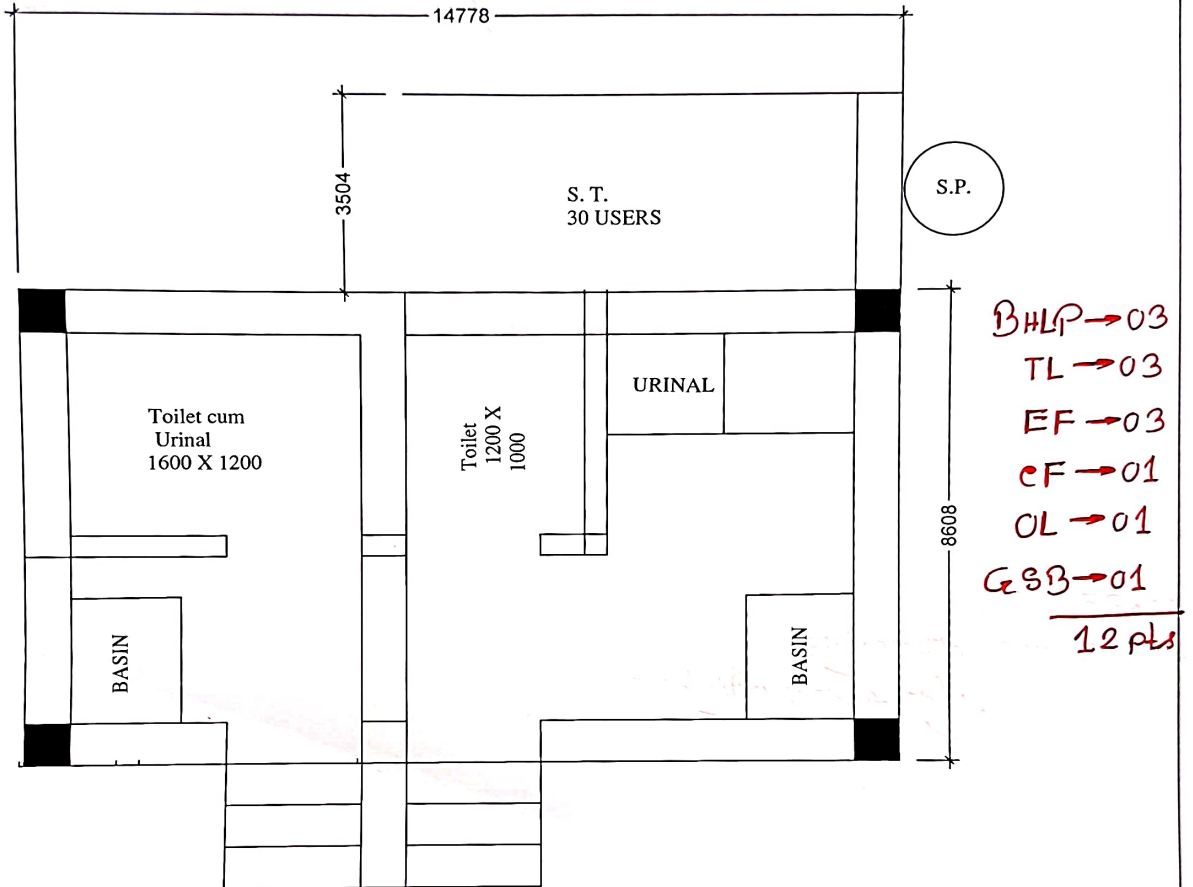 14778
3504
S. T.
30 USERS
S.P.
BHLP→03
TL→03
EF→03
CF→01
OL→01
GSB→01
12 pts
Toilet cum
Urinal
1600 X 1200
Toilet
1200 X
1000
URINAL
8608
BASIN
BASIN